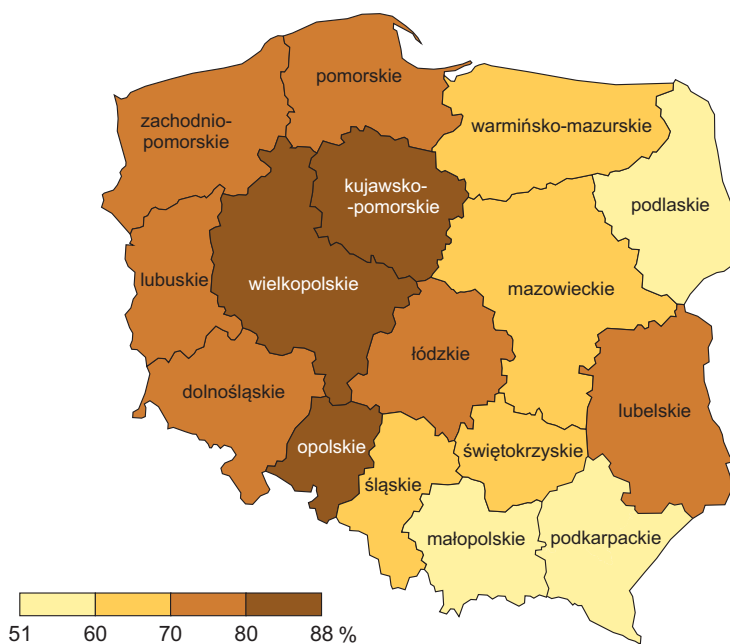 pomorskie
zachodnio-
pomorskie
warmińsko-mazurskie
kujawsko-
-pomorskie
podlaskie
lubuskie
wielkopolskie
mazowieckie
łódzkie
dolnośląskie
lubelskie
opolskie
świętokrzyskie
śląskie
małopolskie
podkarpackie
51 60 70 80 88 %